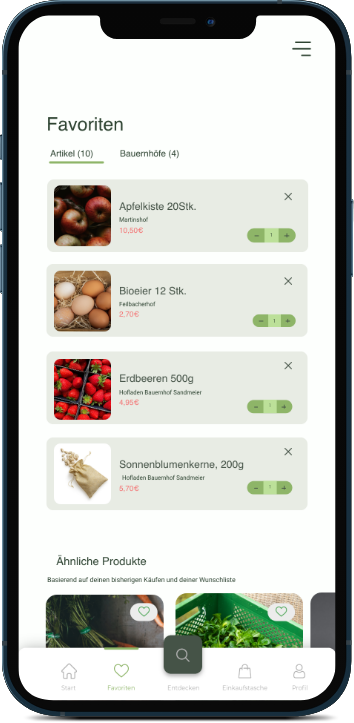 Favoriten
Artikel (10) Bauernhöfe (4)
Apfelkiste 20Stk.
Martinshof
10,50€
− 1 +
Bioeier 12 Stk.
Feilbacherhof
2,70€
− 1 +
Erdbeeren 500g
Hofladen Bauernhof Sandmeier
4,95€
− 1 +
Sonnenblumenkerne, 200g
Hofladen Bauernhof Sandmeier
5,70€
− 1 +
Ähnliche Produkte
Basierend auf deinen bisherigen Käufen und deiner Wunschliste
Start Favoriten Entdecken Einkaufstasche Profil